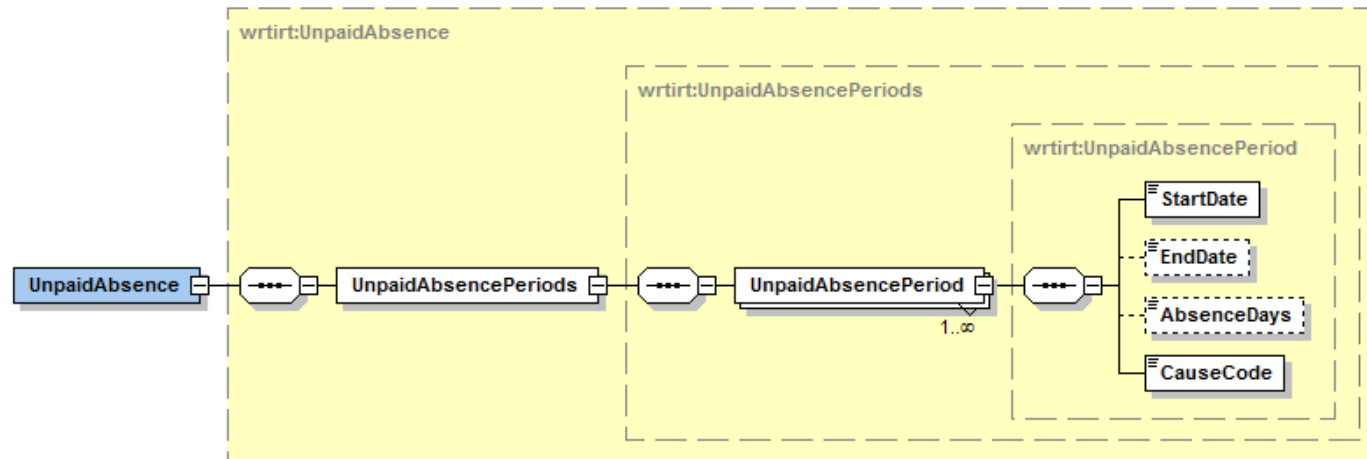 wrtirt:UnpaidAbsence
wrtirt:UnpaidAbsencePeriods
wrtirt:UnpaidAbsencePeriod
StartDate
EndDate
UnpaidAbsence
UnpaidAbsencePeriods
UnpaidAbsencePeriod
1..∞
AbsenceDays
CauseCode